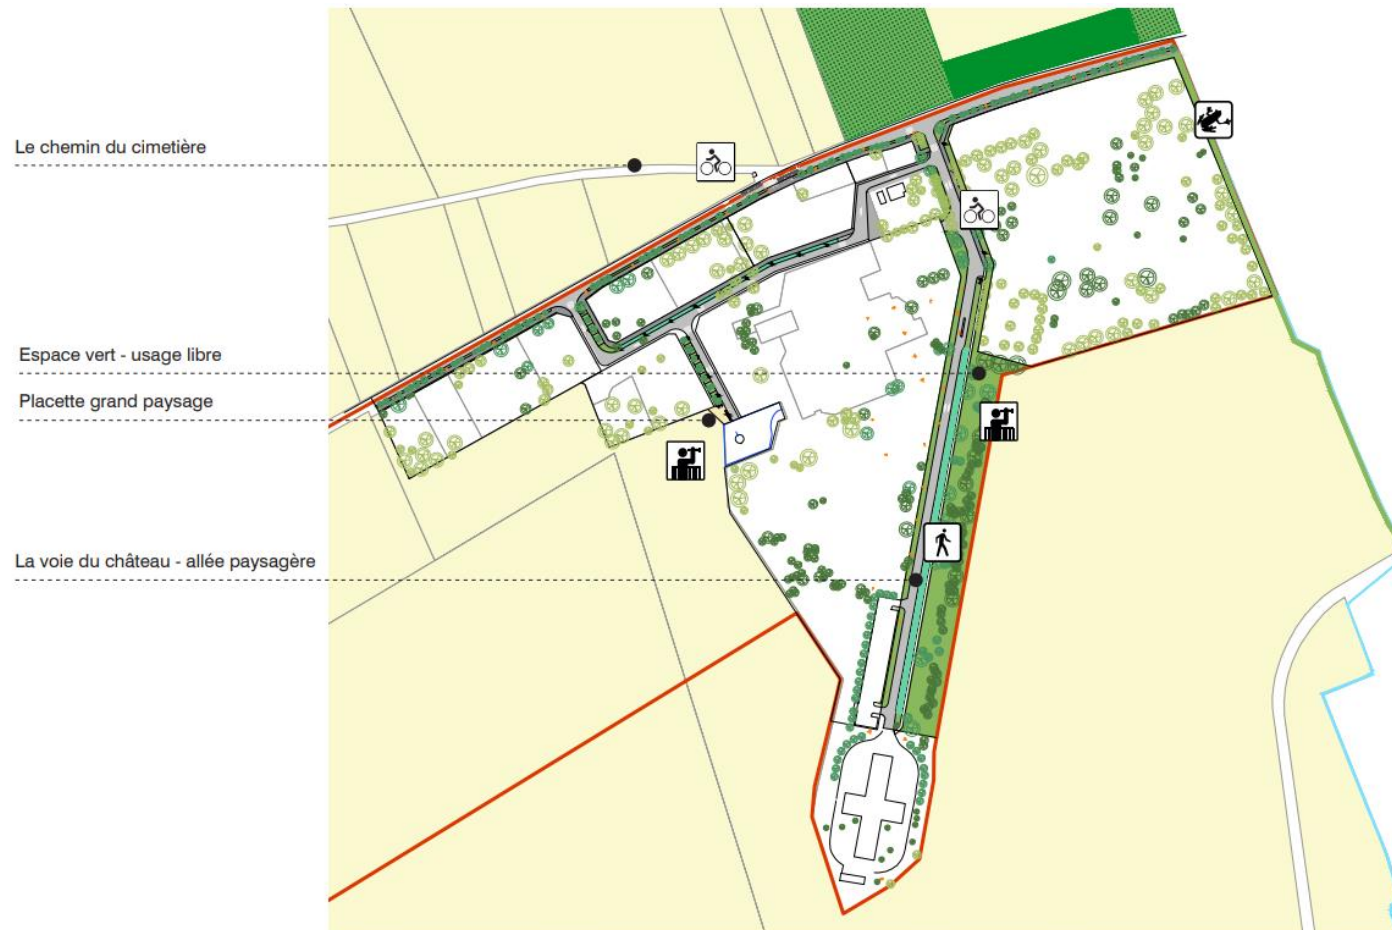 Le chemin du cimetière
Espace vert - usage libre
Placette grand paysage
La voie du château - allée paysagère